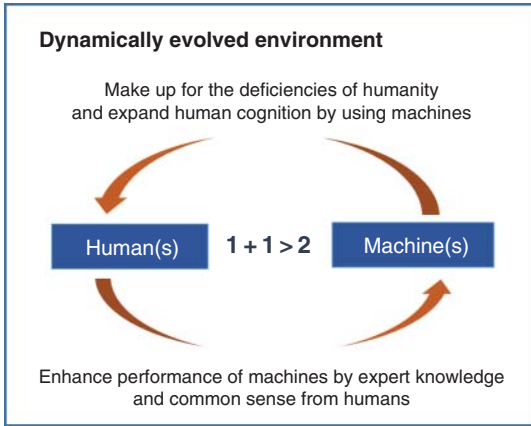 Dynamically evolved environment
Make up for the deficiencies of humanity
and expand human cognition by using machines
Human(s)
1 + 1 > 2
Machine(s)
Enhance performance of machines by expert knowledge
and common sense from humans